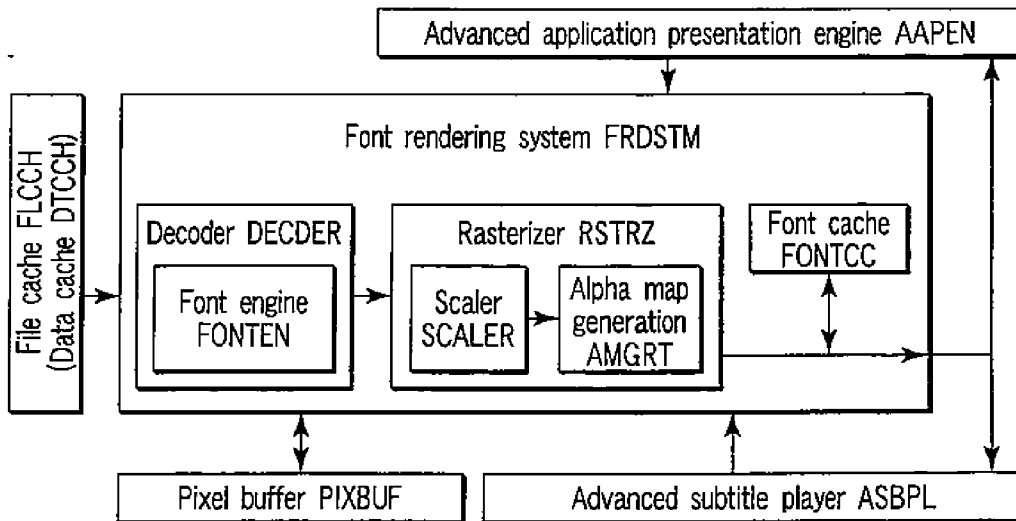 Advanced application presentation engine AAPEN
File cache FLCCH
(Data cache DTCCH)
Font rendering system FRDSTM
Decoder DECDER
Font engine
FONTEN
Rasterizer RSTRZ
Scaler
SCALER
Alpha map
generation
AMGRT
Font cache
FONTCC
Pixel buffer PIXBUF
Advanced subtitle player ASBPL